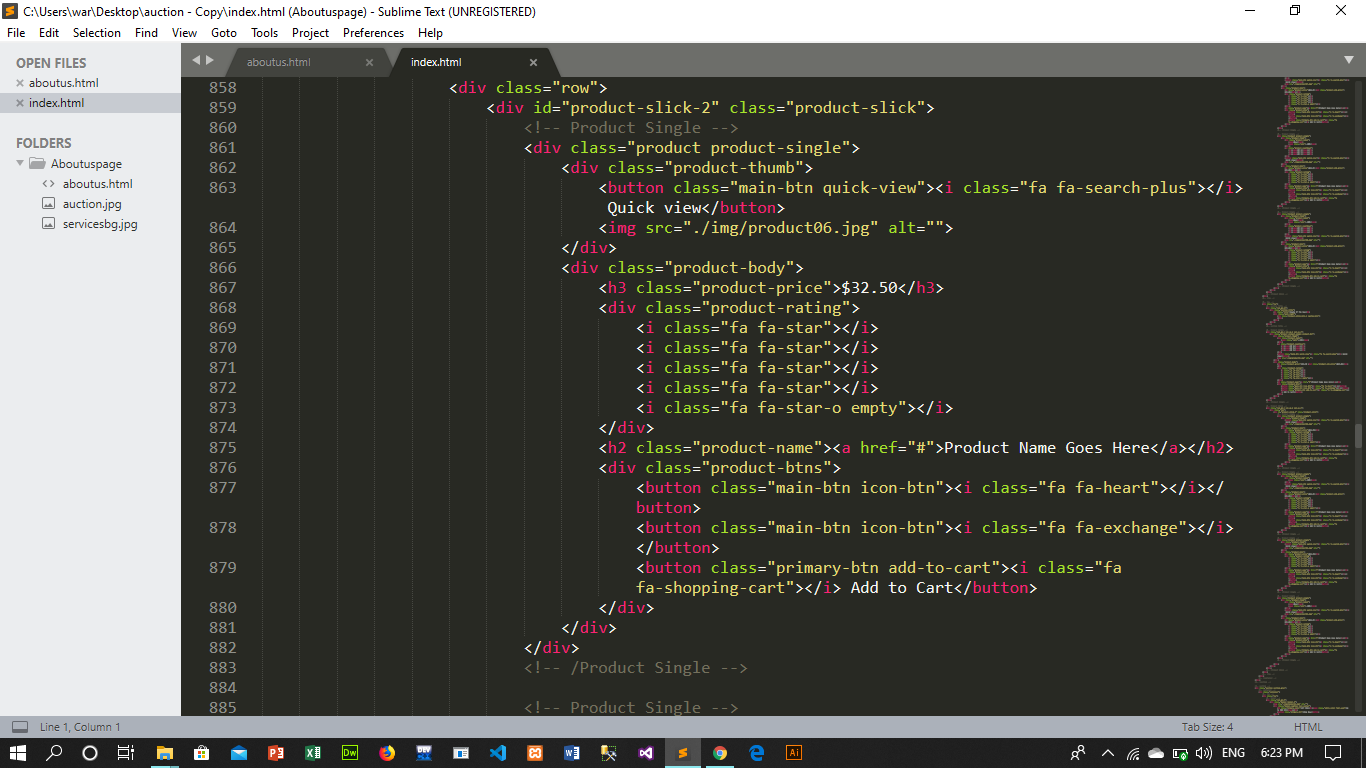 C:\Users\war\Desktop\auction - Copy\index.html (Aboutuspage) - Sublime Text (UNREGISTERED)
File Edit Selection Find View Goto Tools Project Preferences Help
OPEN FILES
aboutus.html
index.html
FOLDERS
Aboutuspage
aboutus.html
auction.jpg
servicesbg.jpg
aboutus.html index.html
858 <div class="row">
859 <div id="product-slick-2" class="product-slick">
860 <!-- Product Single -->
861 <div class="product product-single">
862 <div class="product-thumb">
863 <button class="main-btn quick-view"><i class="fa fa-search-plus"></i>
Quick view</button>
864 <img src="./img/product06.jpg" alt="">
865 </div>
866 <div class="product-body">
867 <h3 class="product-price">$32.50</h3>
868 <div class="product-rating">
869 <i class="fa fa-star"></i>
870 <i class="fa fa-star"></i>
871 <i class="fa fa-star"></i>
872 <i class="fa fa-star"></i>
873 <i class="fa fa-star-o empty"></i>
874 </div>
875 <h2 class="product-name"><a href="#">Product Name Goes Here</a></h2>
876 <div class="product-btns">
877 <button class="main-btn icon-btn"><i class="fa fa-heart"></i></
button>
878 <button class="main-btn icon-btn"><i class="fa fa-exchange"></i>
</button>
879 <button class="primary-btn add-to-cart"><i class="fa
fa-shopping-cart"></i> Add to Cart</button>
880 </div>
881 </div>
882 </div>
883 <!-- /Product Single -->
884
885 <!-- Product Single -->
Line 1, Column 1 Tab Size: 4 HTML
ENG 6:23 PM